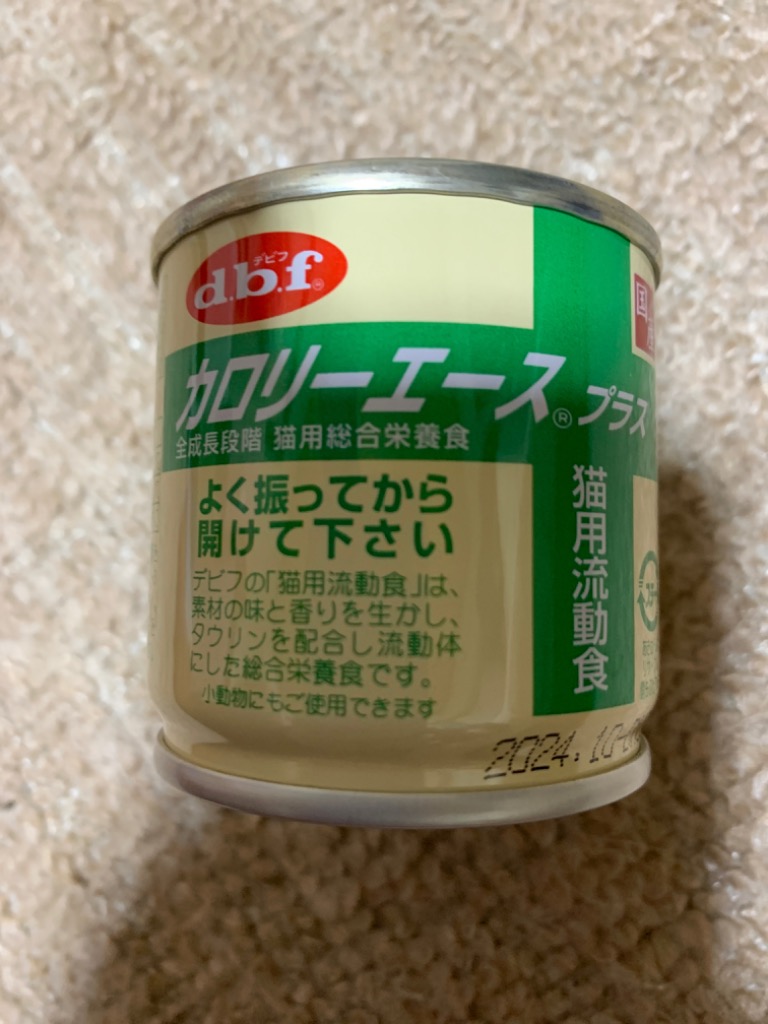 デビフ
d.b.f®
国産
カロリーエース®プラス
全成長段階 猫用総合栄養食
よく振ってから
開けて下さい
デビフの「猫用流動食」は、
素材の味と香りを生かし、
タウリンを配合し流動体
にした総合栄養食です。
小動物にもご使用できます
猫用流動食
2024.10